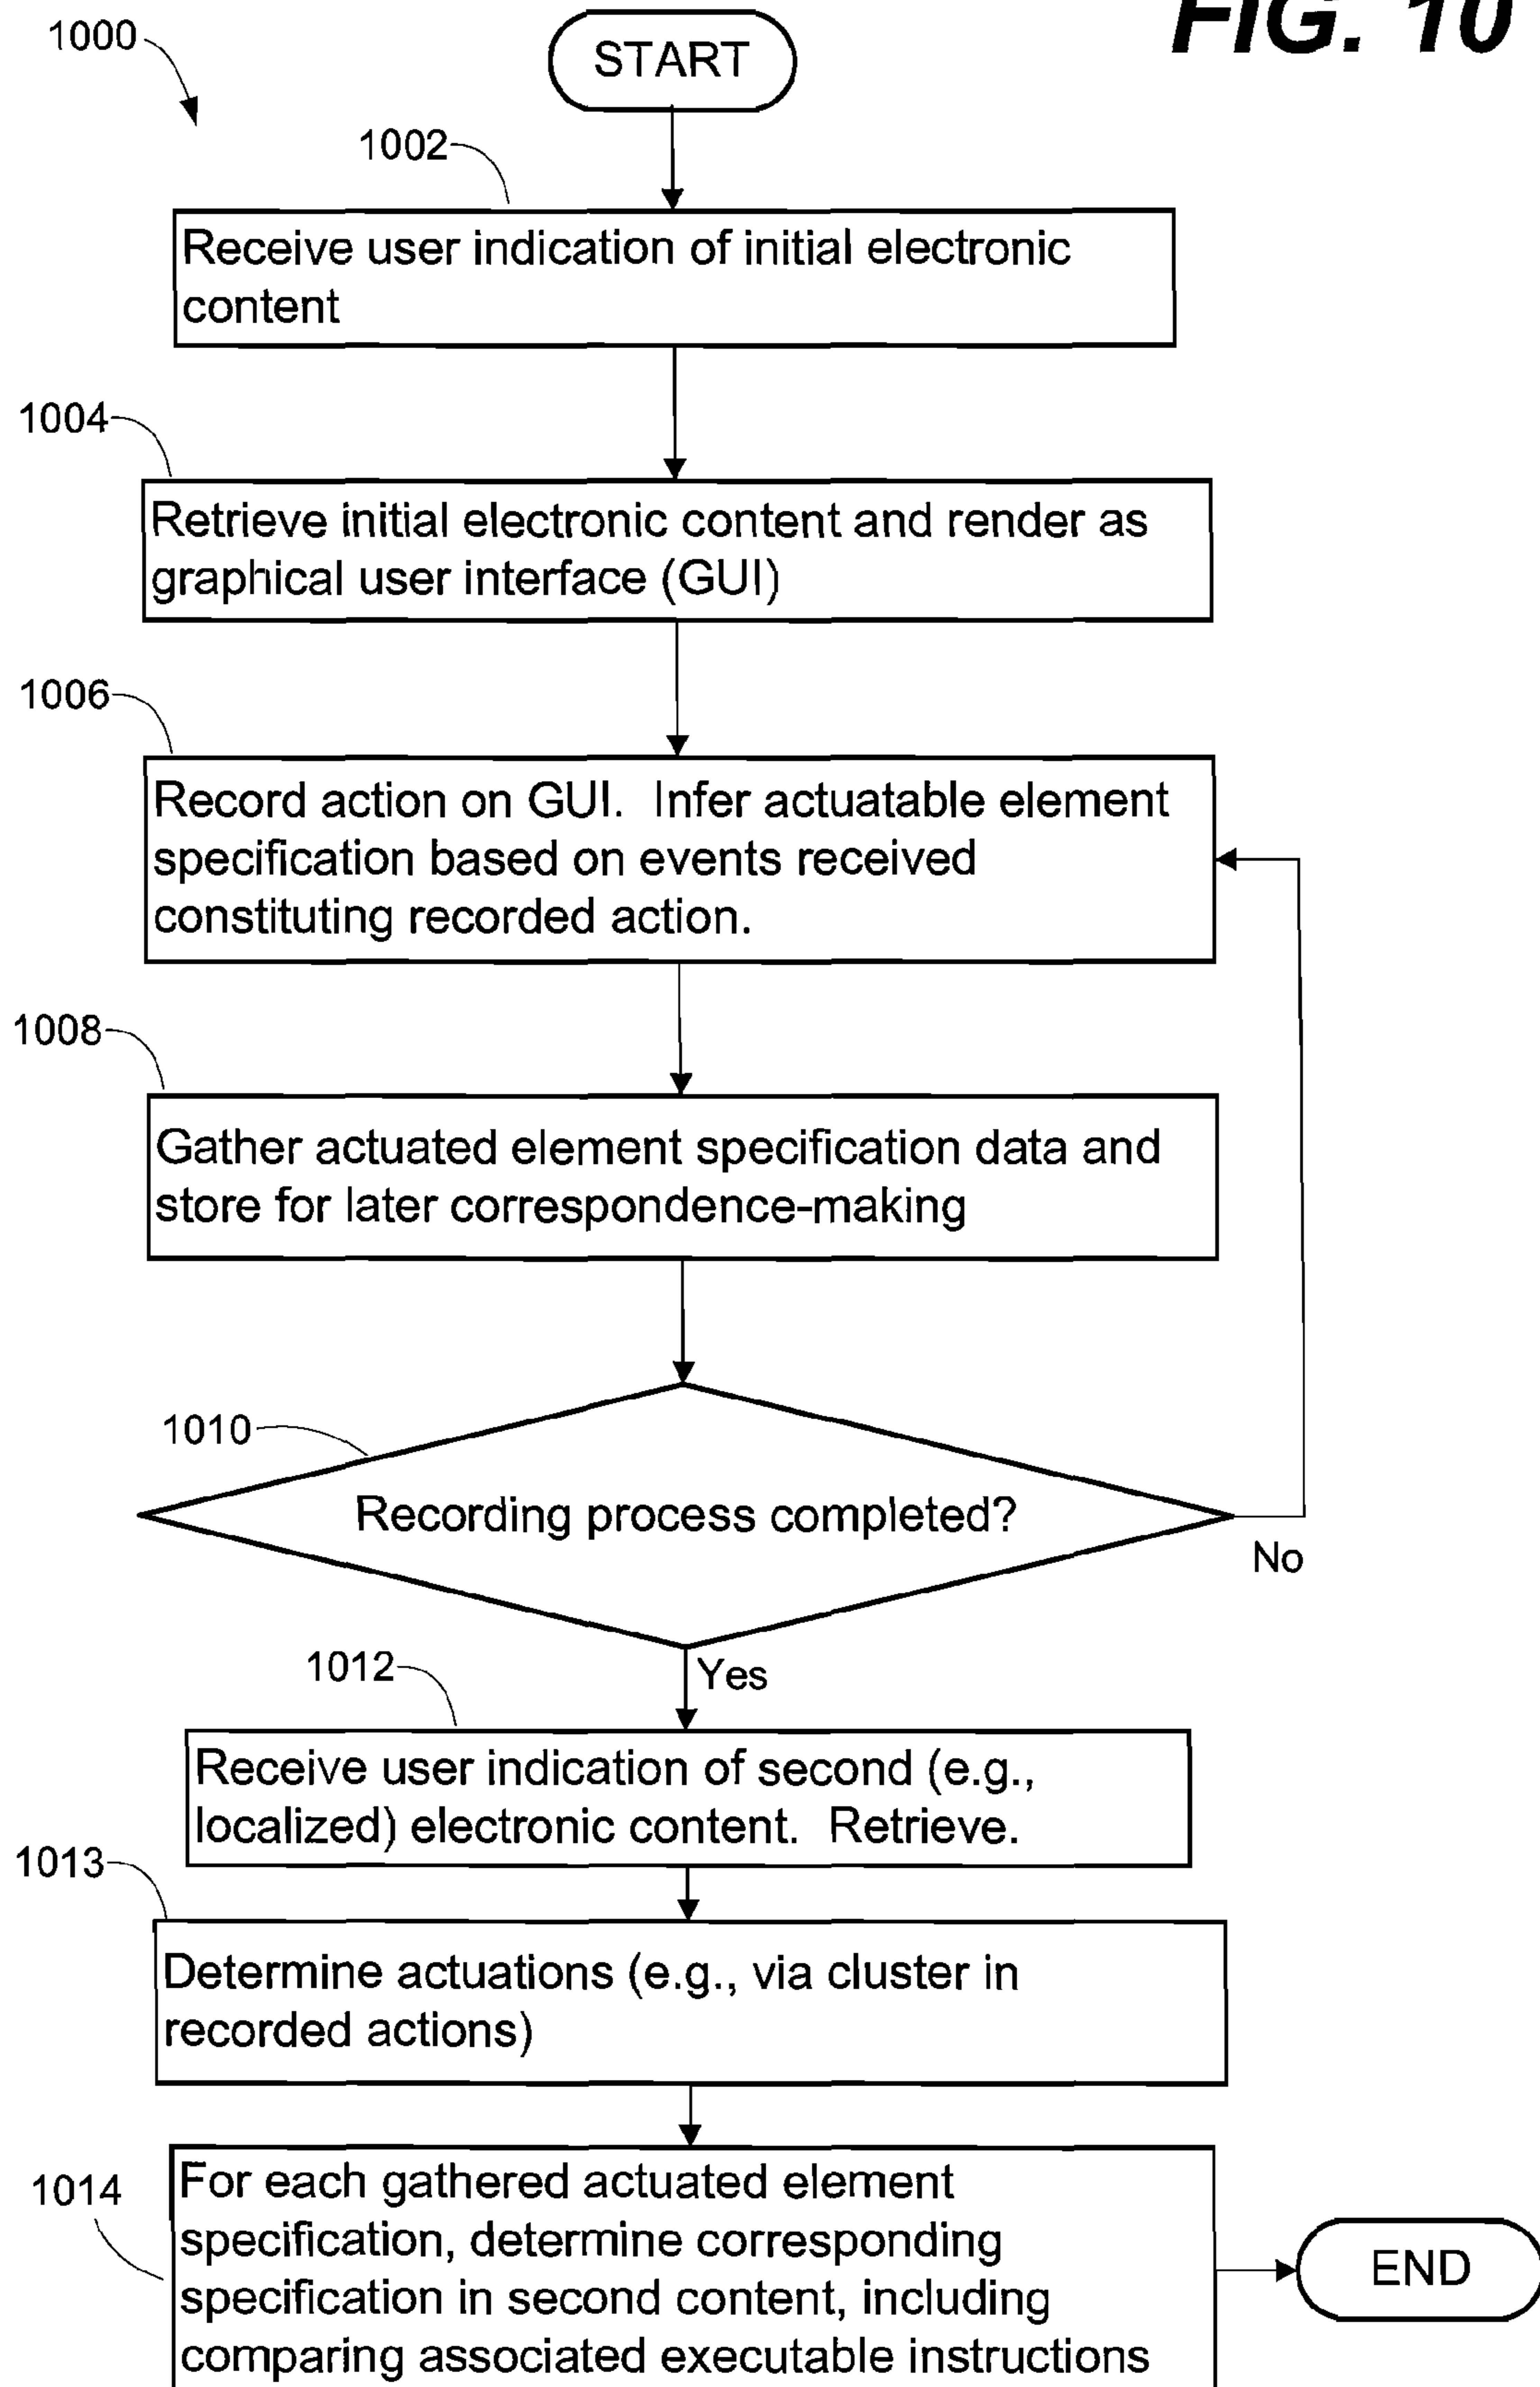 FIG. 10
1000
START
1002
Receive user indication of initial electronic
content
1004
Retrieve initial electronic content and render as
graphical user interface (GUI)
1006
Record action on GUI. Infer actuatable element
specification based on events received
constituting recorded action.
1008
Gather actuated element specification data and
store for later correspondence-making
1010
Recording process completed?
No
Yes
1012
Receive user indication of second (e.g.,
localized) electronic content. Retrieve.
1013
Determine actuations (e.g., via cluster in
recorded actions)
1014
For each gathered actuated element
specification, determine corresponding
specification in second content, including
comparing associated executable instructions
END